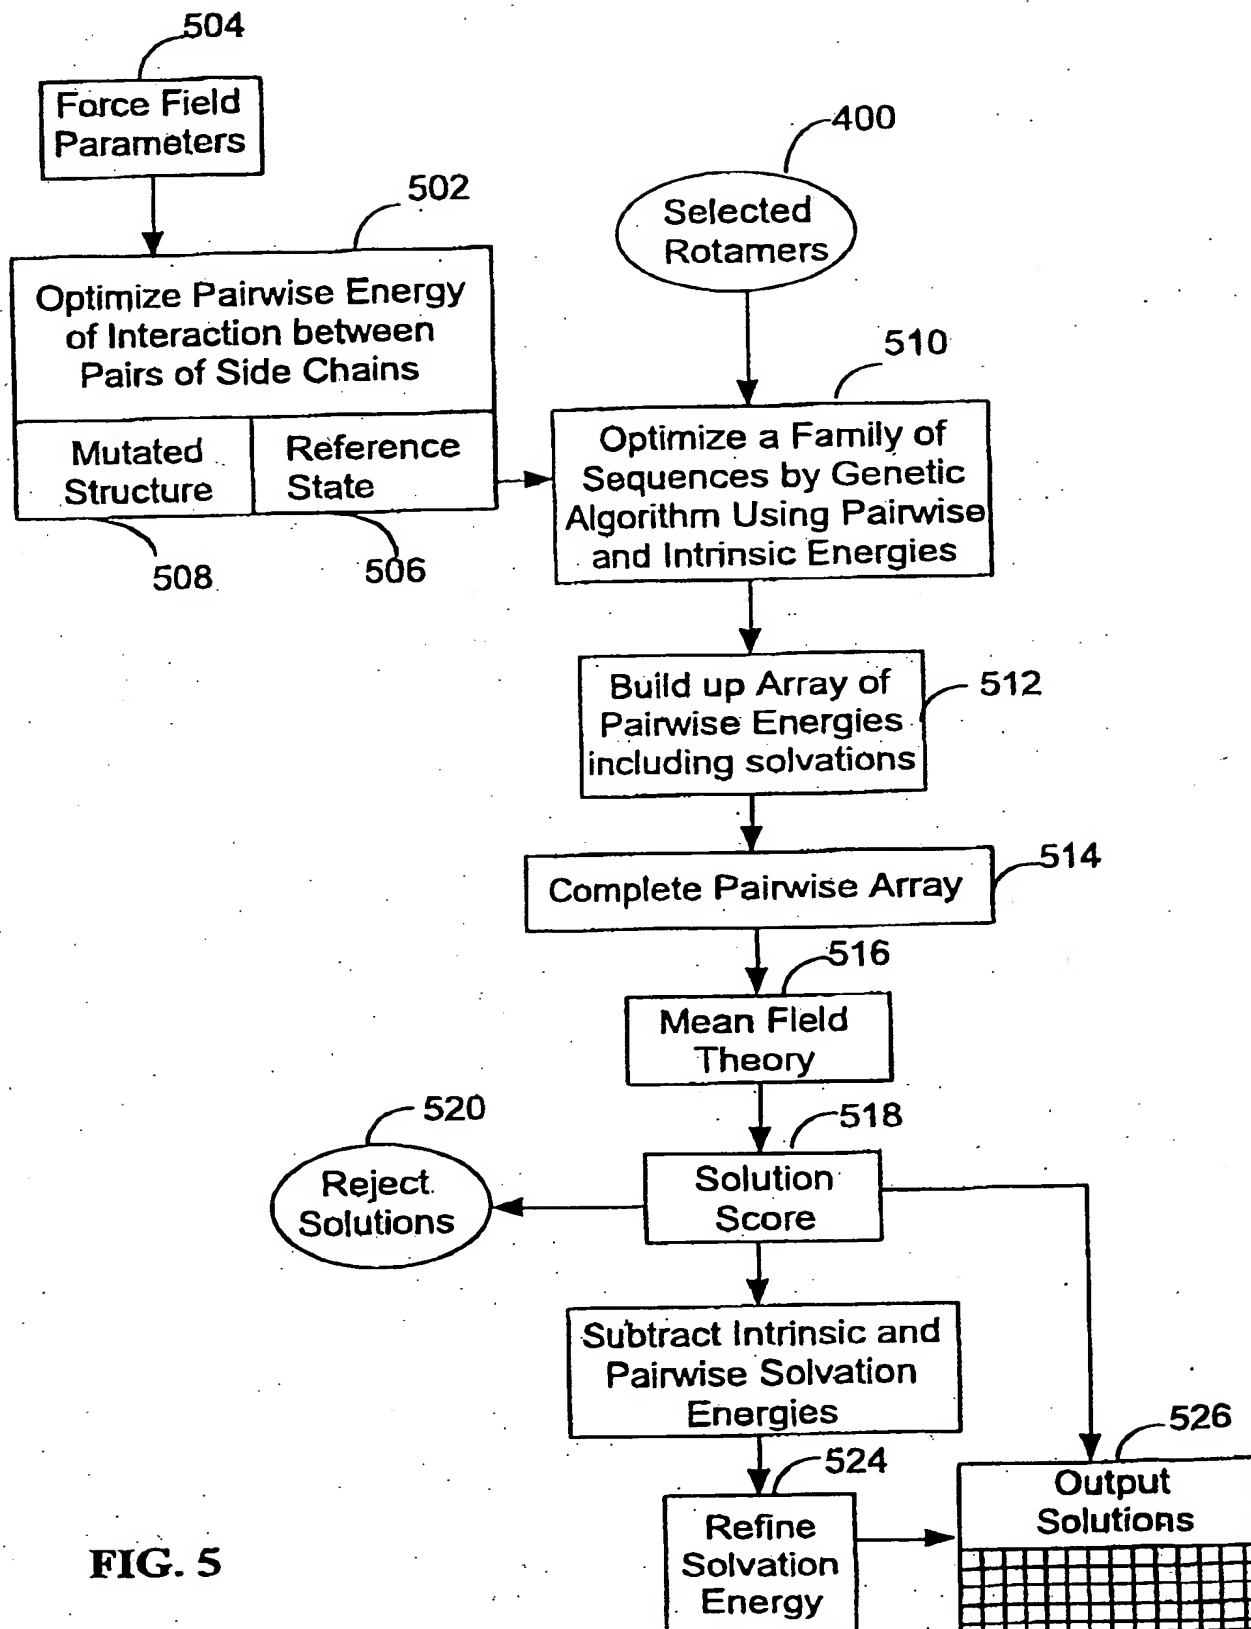 504
Force Field
Parameters
400
502
Selected
Rotamers
Optimize Pairwise Energy
of Interaction between
Pairs of Side Chains
510
Mutated
Structure
Reference
State
Optimize a Family of
Sequences by Genetic
Algorithm Using Pairwise
and Intrinsic Energies
508
506
Build up Array of
Pairwise Energies
including solvations
512
Complete Pairwise Array
514
516
Mean Field
Theory
520
518
Reject
Solutions
Solution
Score
Subtract Intrinsic and
Pairwise Solvation
Energies
526
524
Output
Solutions
Refine
Solvation
Energy
FIG. 5